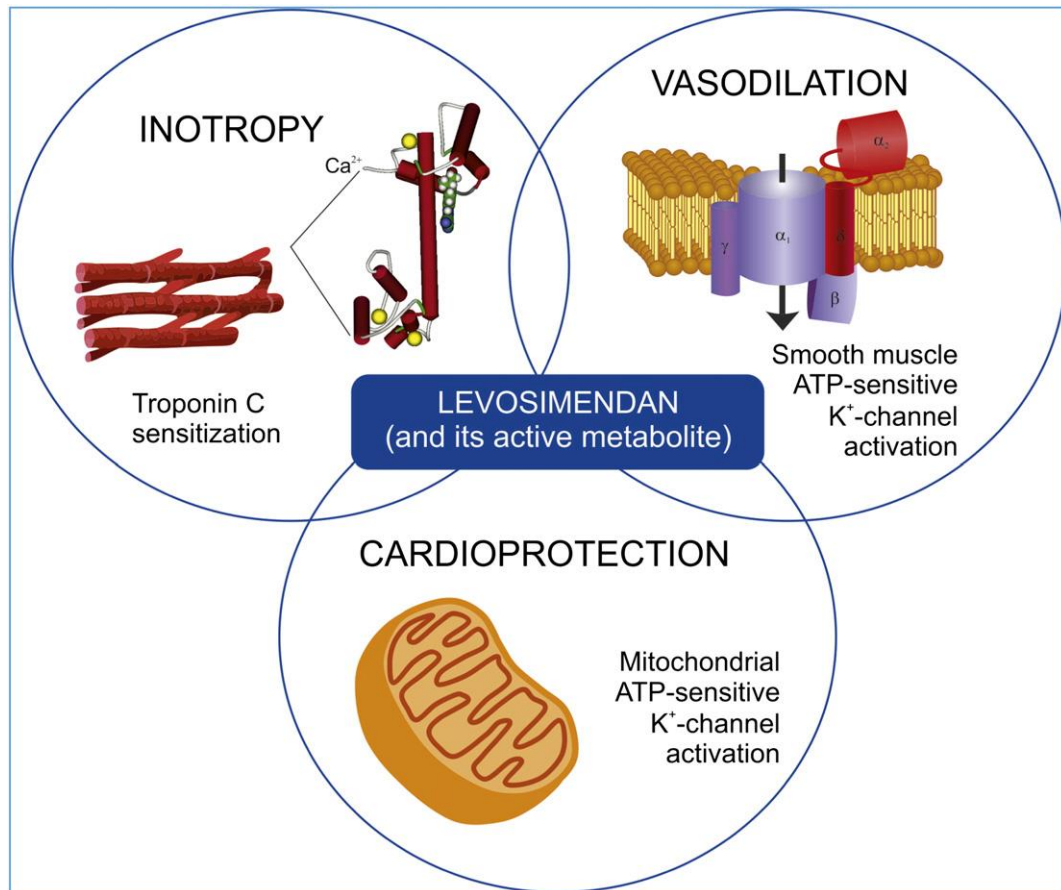 INOTROPY
Ca²⁺
Troponin C
sensitization
VASODILATION
α₂
γ
α₁
δ
β
Smooth muscle
ATP-sensitive
K⁺-channel
activation
LEVOSIMENDAN
(and its active metabolite)
CARDIOPROTECTION
Mitochondrial
ATP-sensitive
K⁺-channel
activation